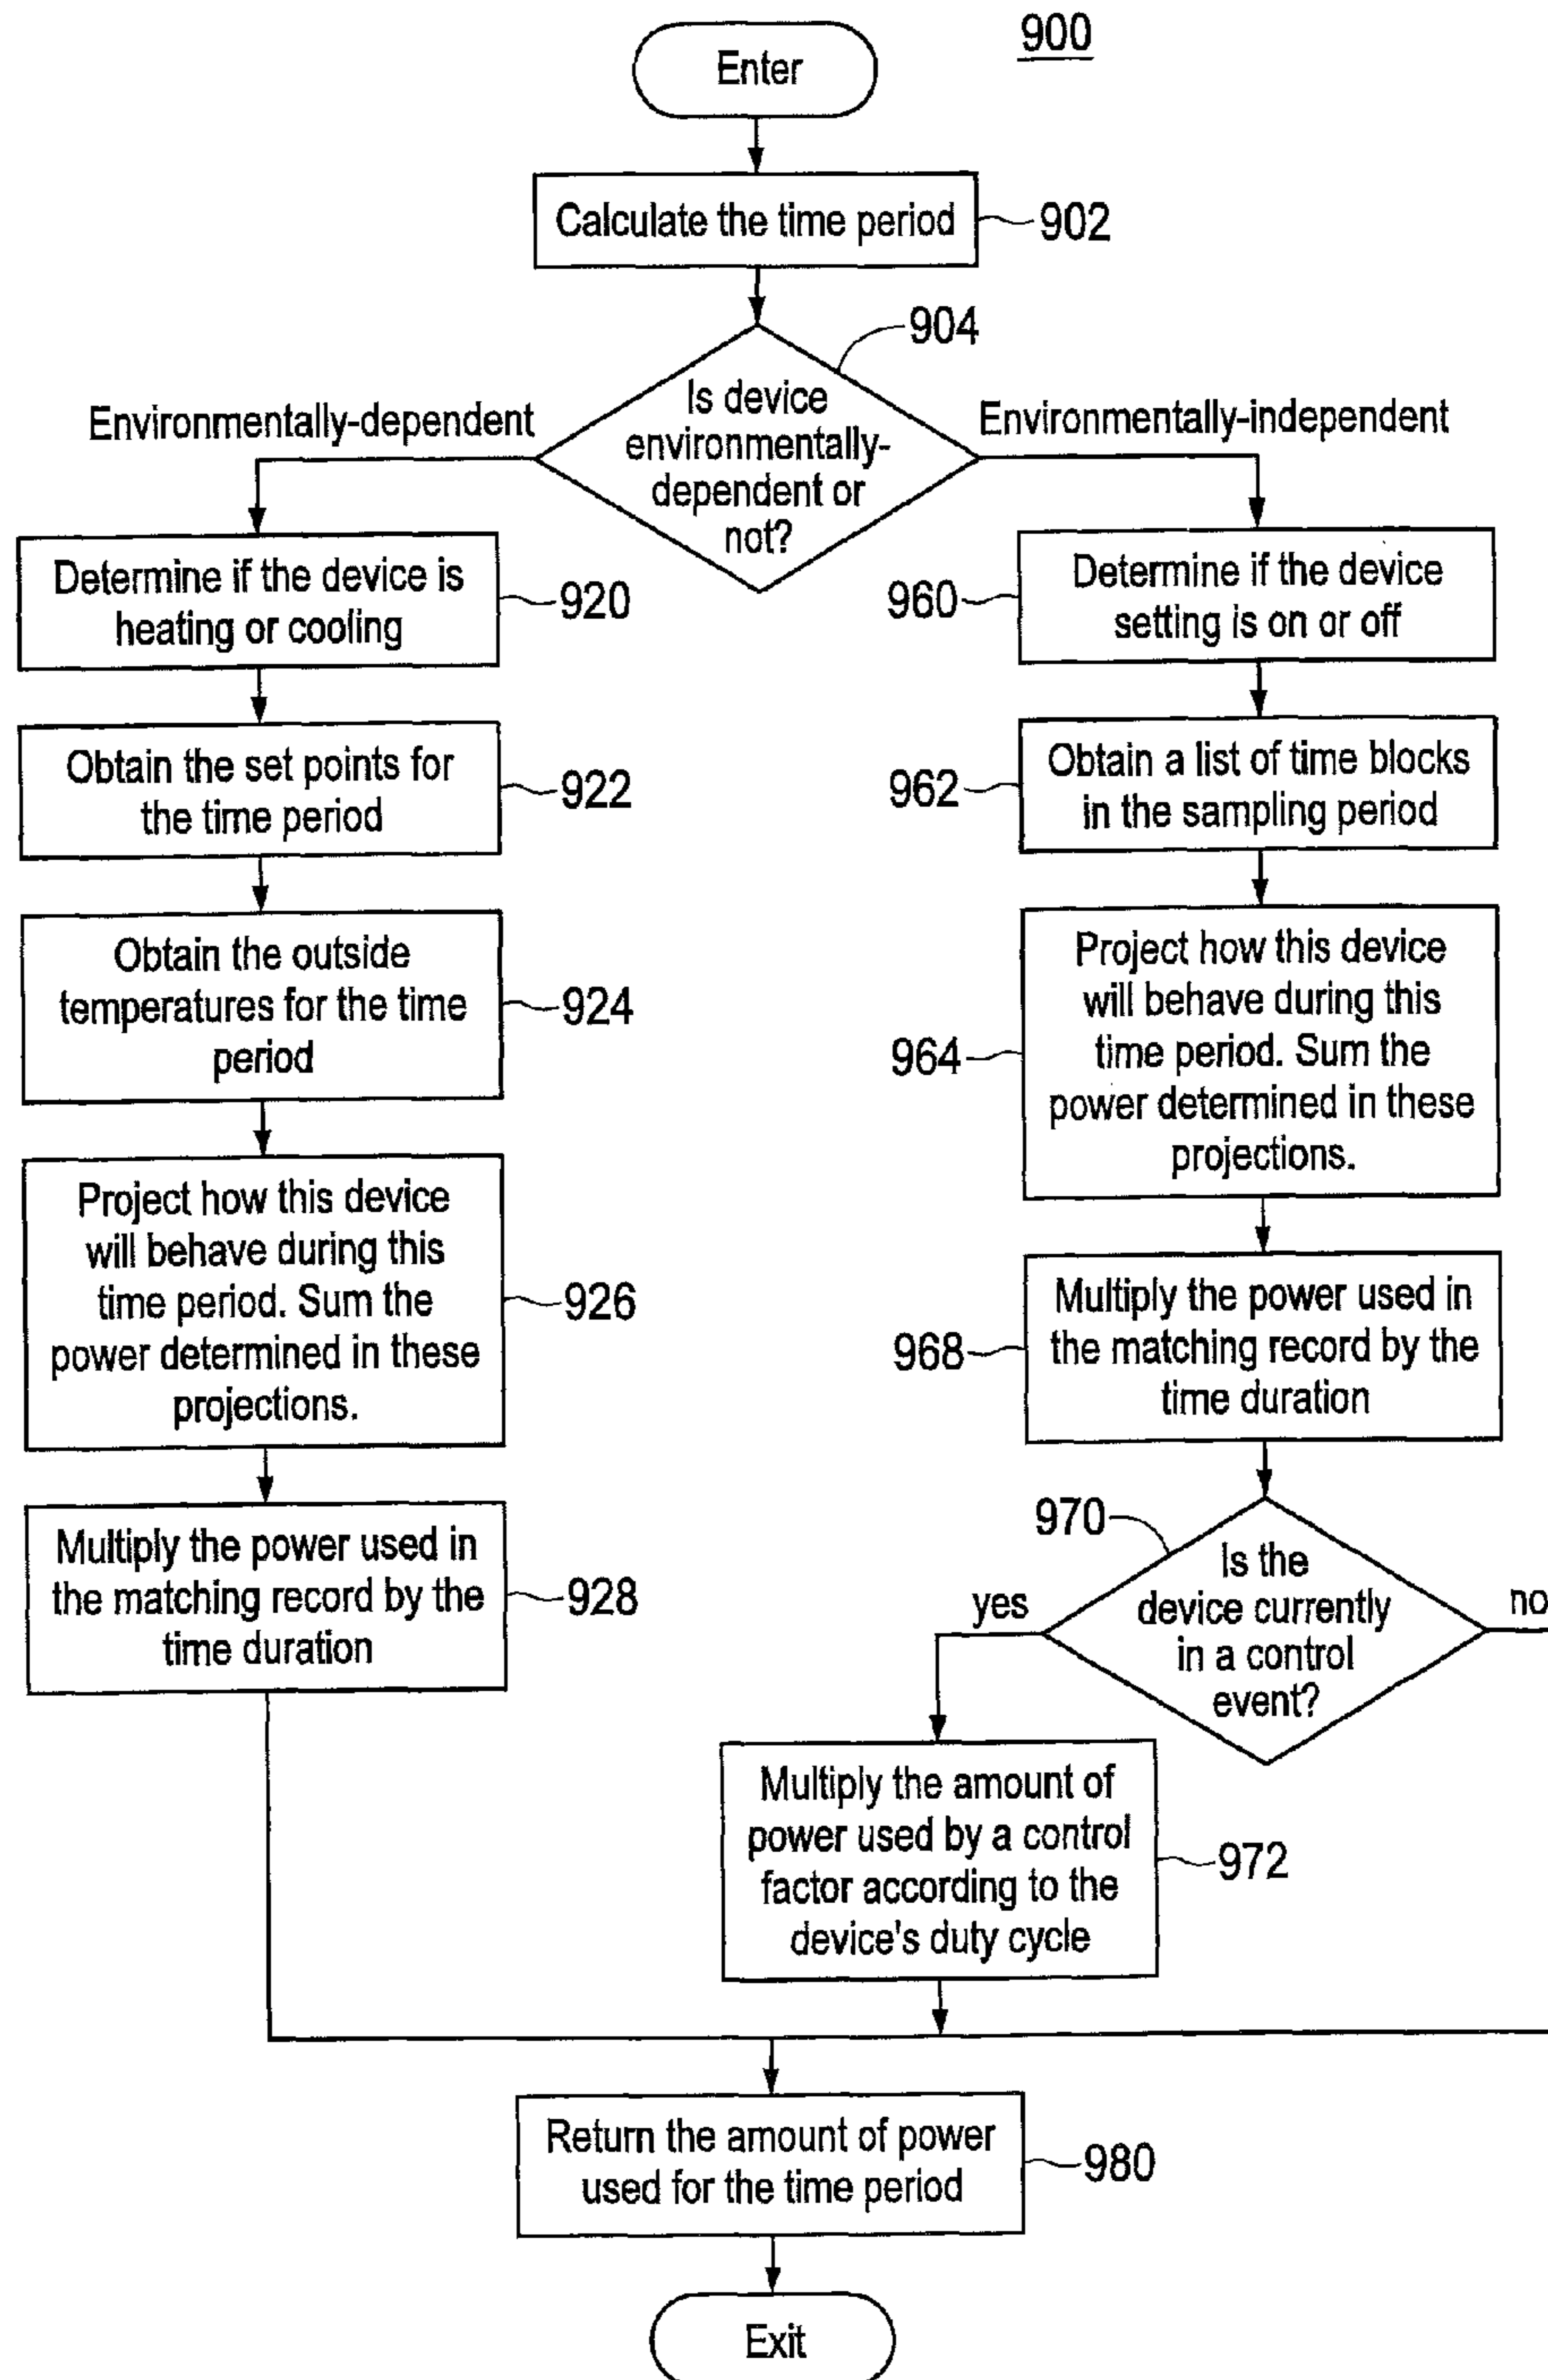 900
Enter
Calculate the time period
902
904
Is device
environmentally-
dependent or
not?
Environmentally-dependent
Environmentally-independent
Determine if the device is
heating or cooling
920
Obtain the set points for
the time period
922
Obtain the outside
temperatures for the time
period
924
Project how this device
will behave during this
time period. Sum the
power determined in these
projections.
926
Multiply the power used in
the matching record by the
time duration
928
960
Determine if the device
setting is on or off
962
Obtain a list of time blocks
in the sampling period
964
Project how this device
will behave during this
time period. Sum the
power determined in these
projections.
968
Multiply the power used in
the matching record by the
time duration
970
Is the
device currently
in a control
event?
yes
no
Multiply the amount of
power used by a control
factor according to the
device's duty cycle
972
Return the amount of power
used for the time period
980
Exit